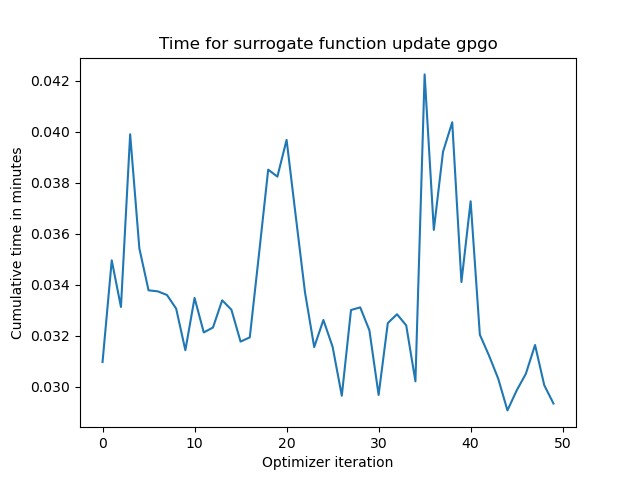 Time for surrogate function update gpgo
Cumulative time in minutes
0.042
0.040
0.038
0.036
0.034
0.032
0.030
0 10 20 30 40 50
Optimizer iteration